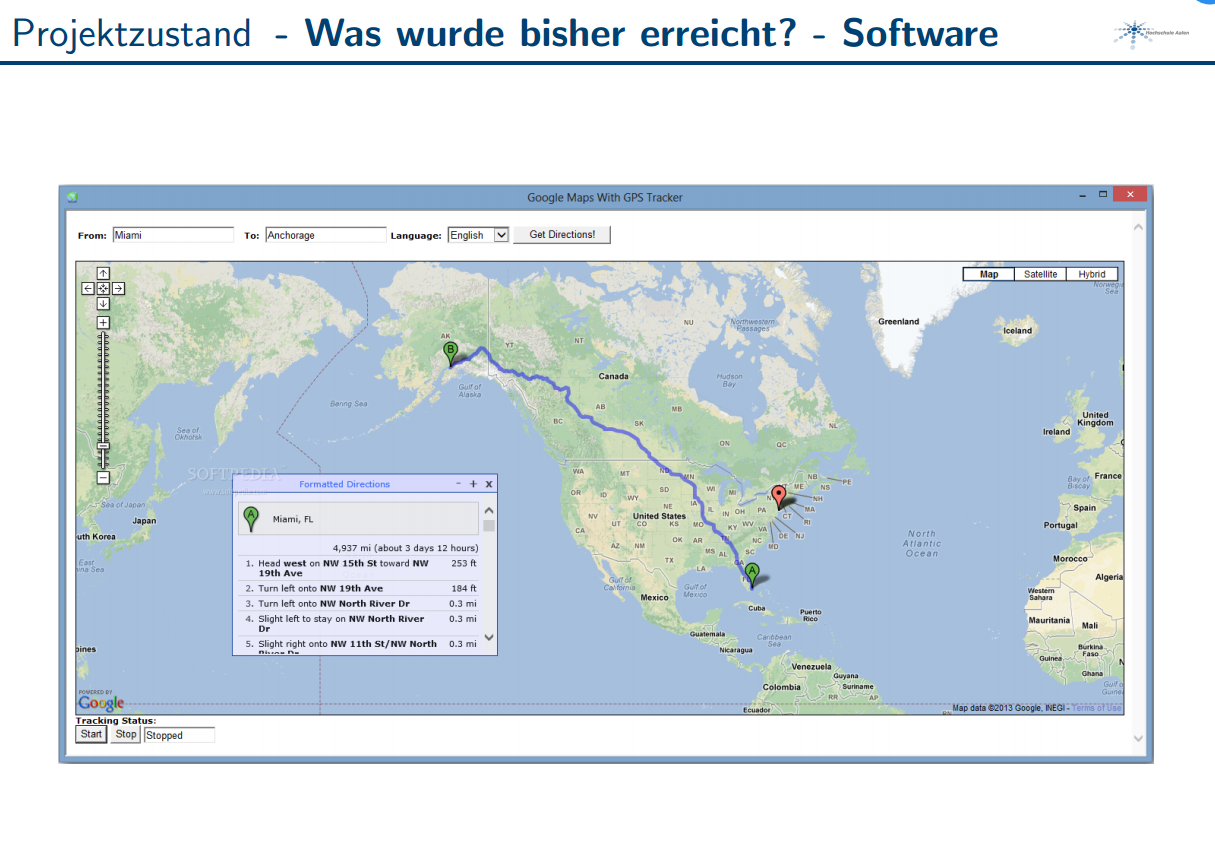 Projektzustand - Was wurde bisher erreicht? - Software
Hochschule Aalen
Google Maps With GPS Tracker
From: Miami To: Anchorage Language: English Get Directions!
Map Satellite Hybrid
Norwegian
Sea
Greenland
Iceland
NU
Northwestern
Passages
AK
YT
NT
B
Canada
Hudson
Bay
Gulf of
Alaska
Bering Sea
Sea of
Okhotsk
AB
MB
BC
SK
ON
QC
NL
United
Kingdom
Ireland
SOFTPEDIA
WA
MT
ND
MN
NB
PE
ME
NS
France
Bay of
Biscay
OR
ID
SD
WI
MI
NH
WY
Sea of Japan
Japan
uth Korea
NE
IA
IL
IN
OH
PA
MA
CT
RI
NV
UT
CO
United States
KS
MO
KY
WV
VA
DE
NJ
MD
CA
AZ
NM
OK
AR
TN
NC
SC
MS
AL
TX
LA
GA
A
FL
Spain
Portugal
North
Atlantic
Ocean
Morocco
Algeria
Western
Sahara
East
ina Sea
Gulf of
California
Mexico
Gulf of
Mexico
Cuba
Puerto
Rico
Mauritania
Mali
Guatemala
Nicaragua
Caribbean
Sea
Burkina
Faso
Guinea
Ghana
Gulf o
Guine
pines
Venezuela
Guyana
Suriname
Colombia
RR
AP
Ecuador
RN
Formatted Directions - + x
A Miami, FL
4,937 mi (about 3 days 12 hours)
1. Head west on NW 15th St toward NW 253 ft
19th Ave
2. Turn left onto NW 19th Ave 184 ft
3. Turn left onto NW North River Dr 0.3 mi
4. Slight left to stay on NW North River 0.3 mi
Dr
5. Slight right onto NW 11th St/NW North 0.3 mi
River Dr
POWERED BY
Google
Map data ©2013 Google, INEGI - Terms of Use
Tracking Status:
Start Stop Stopped